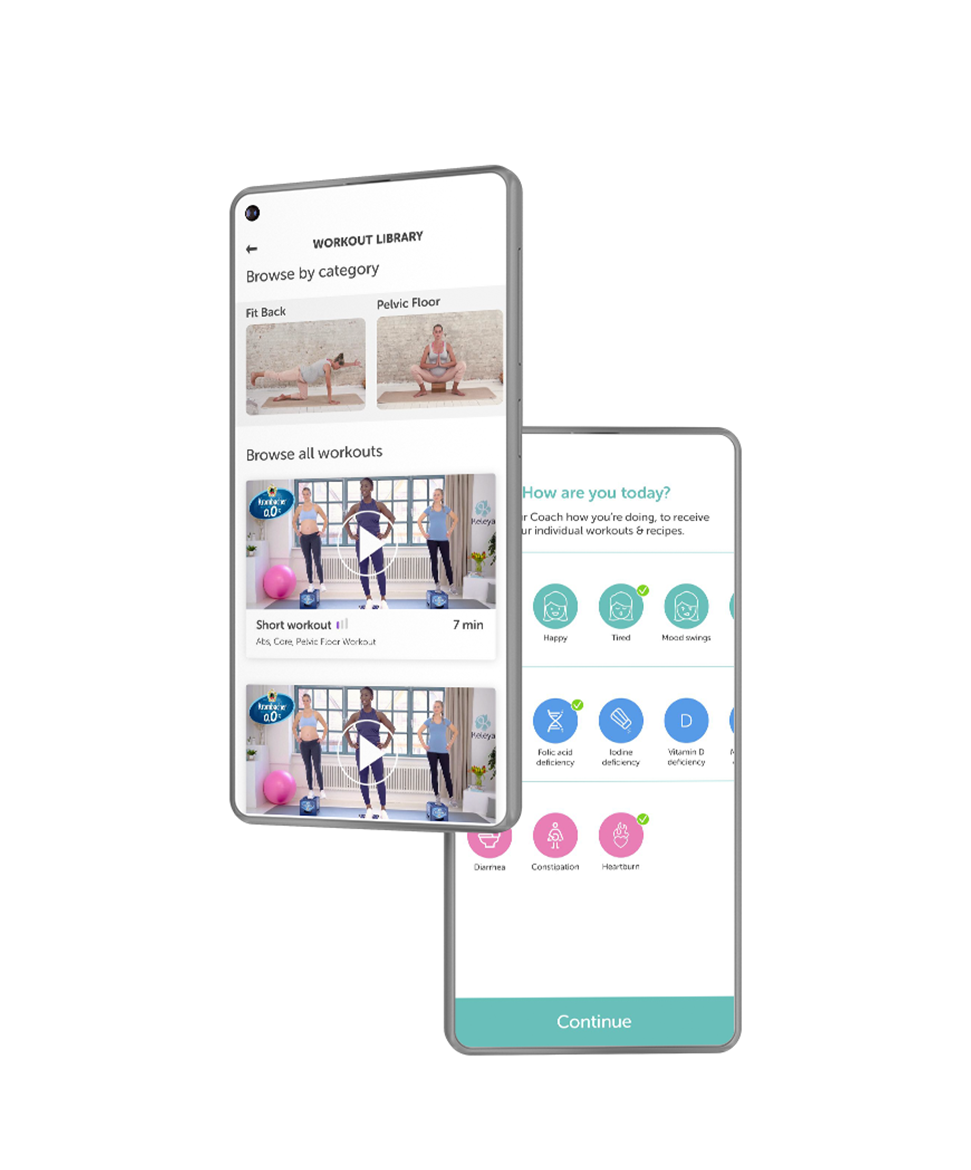 WORKOUT LIBRARY
Browse by category
Fit Back
Pelvic Floor
Browse all workouts
Krombacher
0,0%
Keleya
Short workout
7 min
Abs, Core, Pelvic Floor Workout
Krombacher
0,0%
Keleya
How are you today?
Coach how you're doing, to receive
individual workouts & recipes.
Happy
Tired
Mood swings
Folic acid
deficiency
Iodine
deficiency
D
Vitamin D
deficiency
Diarrhea
Constipation
Heartburn
Continue